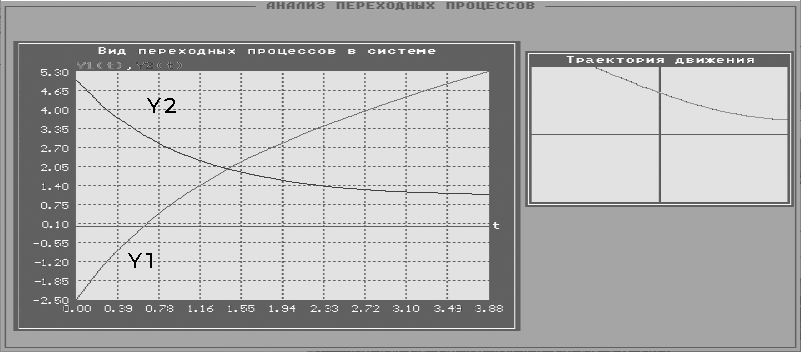 АНАЛИЗ ПЕРЕХОДНЫХ ПРОЦЕССОВ
Вид переходных процессов в системе
Y1(t),Y2(t)
5.30
4.65
4.00
3.35
2.70
2.05
1.40
0.75
0.10
-0.55
-1.20
-1.85
-2.50
Y2
Y1
t
0.00 0.39 0.78 1.16 1.55 1.94 2.33 2.72 3.10 3.49 3.88
Траектория движения